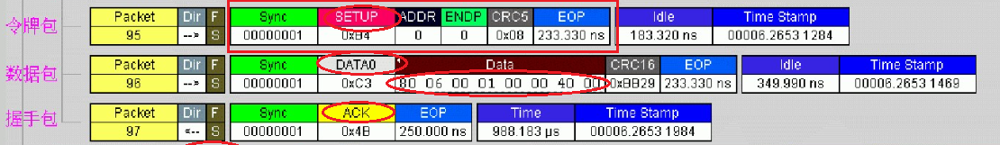 令牌包 Packet Dir F Sync SETUP ADDR ENDP CRC5 EOP Idle Time Stamp
95 --> S 00000001 0xB4 0 0 0x08 233.330 ns 183.320 ns 00006.2653 1284
数据包 Packet Dir F Sync DATA0 Data CRC16 EOP Idle Time Stamp
96 --> S 00000001 0xC3 80 06 00 01 00 00 40 00 0xBB29 233.330 ns 349.990 ns 00006.2653 1469
握手包 Packet Dir F Sync ACK EOP Time Time Stamp
97 <-- S 00000001 0x4B 250.000 ns 988.183 µs 00006.2653 1984